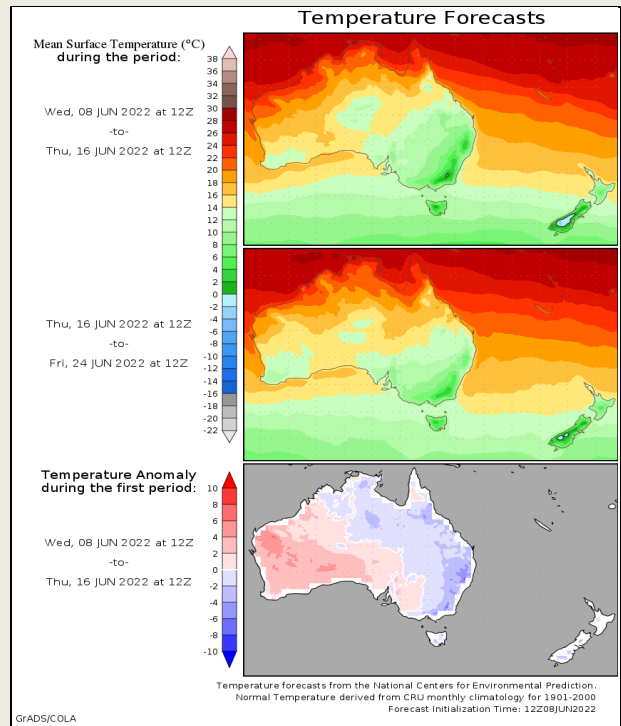 Temperature Forecasts
Mean Surface Temperature (°C)
during the period:
38
36
34
32
30
28
26
24
22
20
18
16
14
12
10
8
6
4
2
0
-2
-4
-6
-8
-10
-12
-14
-16
-18
-20
-22
Wed, 08 JUN 2022 at 12Z
-to-
Thu, 16 JUN 2022 at 12Z
Thu, 16 JUN 2022 at 12Z
-to-
Fri, 24 JUN 2022 at 12Z
Temperature Anomaly
during the first period:
10
8
6
4
2
0
-2
-4
-6
-8
-10
Wed, 08 JUN 2022 at 12Z
-to-
Thu, 16 JUN 2022 at 12Z
Temperature forecasts from the National Centers for Environmental Prediction.
Normal Temperature derived from CRU monthly climatology for 1901-2000
Forecast Initialization Time: 12Z08JUN2022
GrADS/COLA